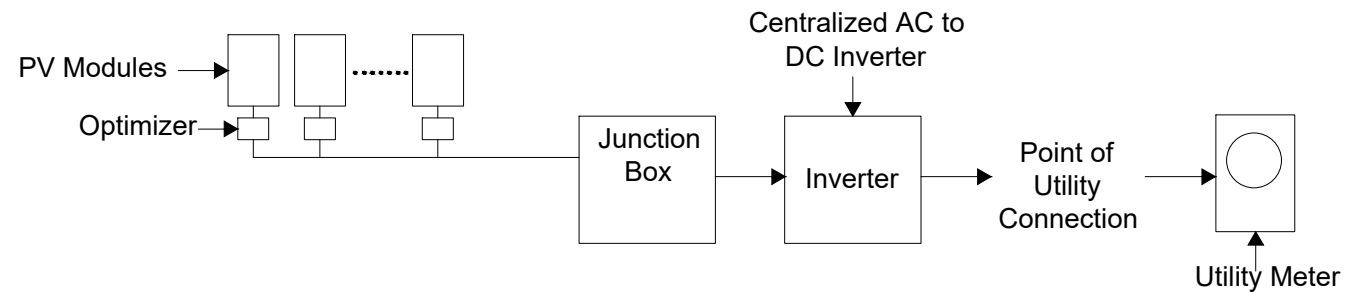 Centralized AC to
DC Inverter
PV Modules
Optimizer
Junction
Box
Inverter
Point of
Utility
Connection
Utility Meter